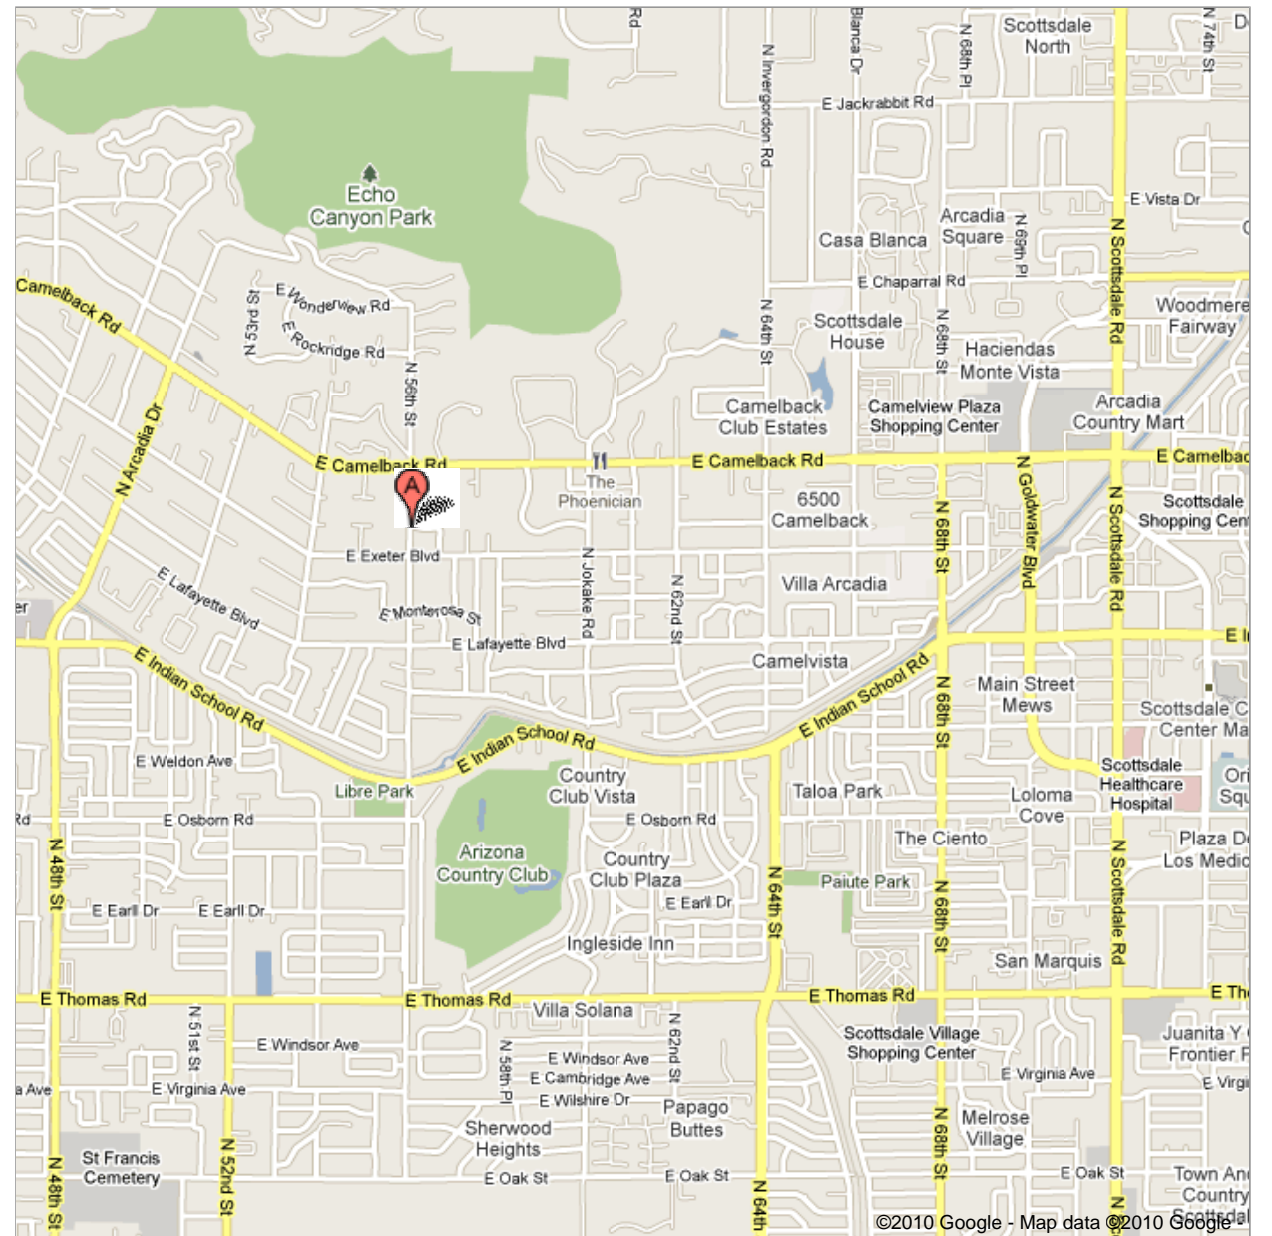 Rd
N Invergordon Rd
Blanca Dr
N 68th Pl
Scottsdale
North
N 74th St
E Jackrabbit Rd
Echo
Canyon Park
E Vista Dr
Arcadia
Square
N 69th Pl
Casa Blanca
N Scottsdale Rd
E Chaparral Rd
Camelback Rd
N 53rd St
E Wonderview Rd
E Rockridge Rd
N 56th St
N 64th St
Scottsdale
House
N 68th St
Woodmere
Fairway
Haciendas
Monte Vista
N Arcadia Dr
Camelback
Club Estates
Camelview Plaza
Shopping Center
Arcadia
Country Mart
E Camelback Rd
E Camelback Rd
E Camelbac
A
The
Phoenician
6500
Camelback
N 68th St
N Goldwater Blvd
N Scottsdale Rd
Scottsdale
Shopping Cen
E Exeter Blvd
N Jokake Rd
N 62nd St
Villa Arcadia
E Lafayette Blvd
er
E Monterosa St
E Lafayette Blvd
Camelvista
E I
E Indian School Rd
E Indian School Rd
E Indian School Rd
N 68th St
Main Street
Mews
Scottsdale C
Center Ma
E Weldon Ave
Libre Park
Country
Club Vista
Taloa Park
Loloma
Cove
Scottsdale
Healthcare
Hospital
Ori
Squ
Rd
E Osborn Rd
E Osborn Rd
The Ciento
Plaza De
Los Medic
N 48th St
Arizona
Country Club
Country
Club Plaza
N 64th St
Paiute Park
N 68th St
N Scottsdale Rd
E Earll Dr
E Earll Dr
E Earll Dr
Ingleside Inn
San Marquis
E Thomas Rd
E Thomas Rd
E Thomas Rd
E Th
Villa Solana
N 51st St
N 62nd St
E Windsor Ave
N 58th Pl
E Windsor Ave
Scottsdale Village
Shopping Center
Juanita Y
Frontier P
a Ave
E Virginia Ave
E Cambridge Ave
E Virginia Ave
E Virgi
E Wilshire Dr
Papago
Buttes
Melrose
Village
Sherwood
Heights
St Francis
Cemetery
N 48th St
N 52nd St
E Oak St
E Oak St
N 64th
N 68th St
E Oak St
Town An
Country
Scottsdal
©2010 Google - Map data ©2010 Google -